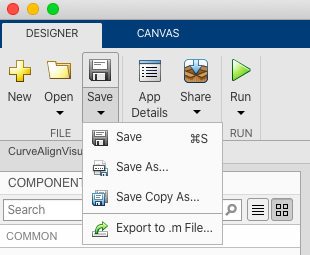 DESIGNER CANVAS
New Open Save App Details Share Run
FILE RUN
Save ⌘S
Save As...
Save Copy As...
Export to .m File...
CurveAlignVisu
COMPONENT
Search
COMMON